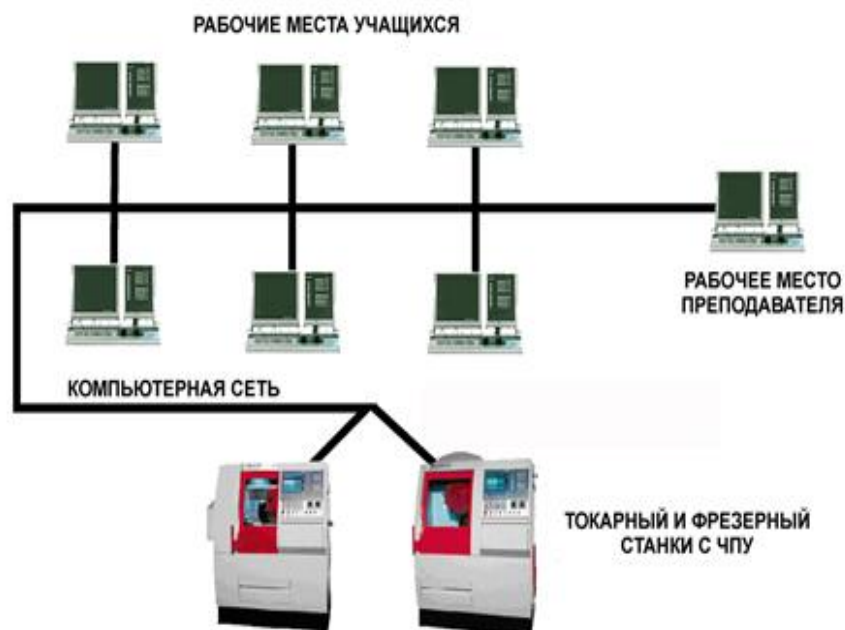 РАБОЧИЕ МЕСТА УЧАЩИХСЯ
РАБОЧЕЕ МЕСТО
ПРЕПОДАВАТЕЛЯ
КОМПЬЮТЕРНАЯ СЕТЬ
ТОКАРНЫЙ И ФРЕЗЕРНЫЙ
СТАНКИ С ЧПУ